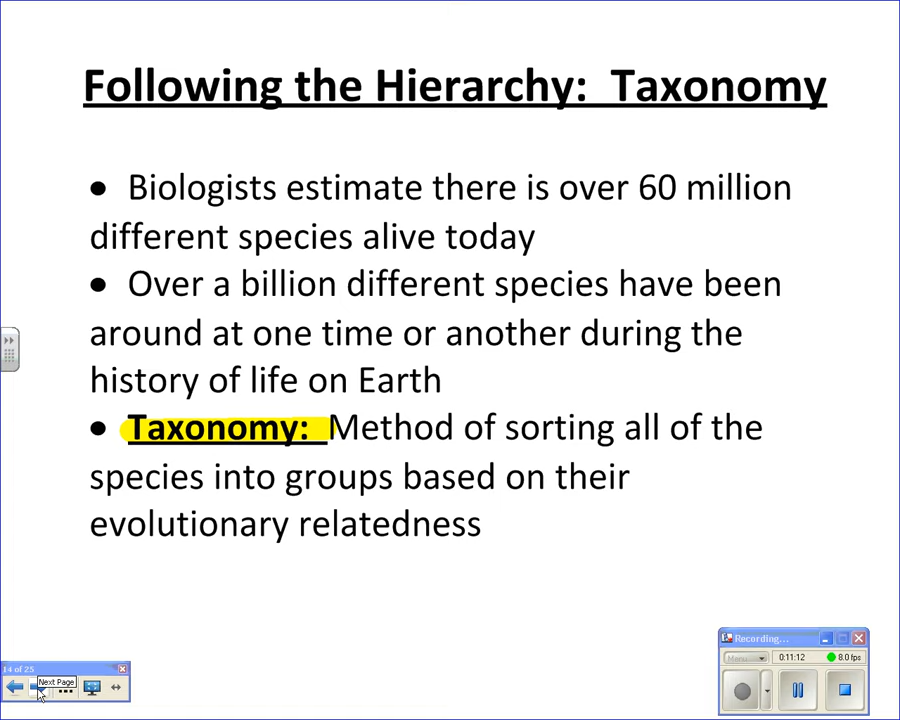 Following the Hierarchy:  Taxonomy
• Biologists estimate there is over 60 million
different species alive today
• Over a billion different species have been
around at one time or another during the
history of life on Earth
• Taxonomy: Method of sorting all of the
species into groups based on their
evolutionary relatedness
Recording...
Menu
0:11:12
8.0 fps
14 of 25
Next Page